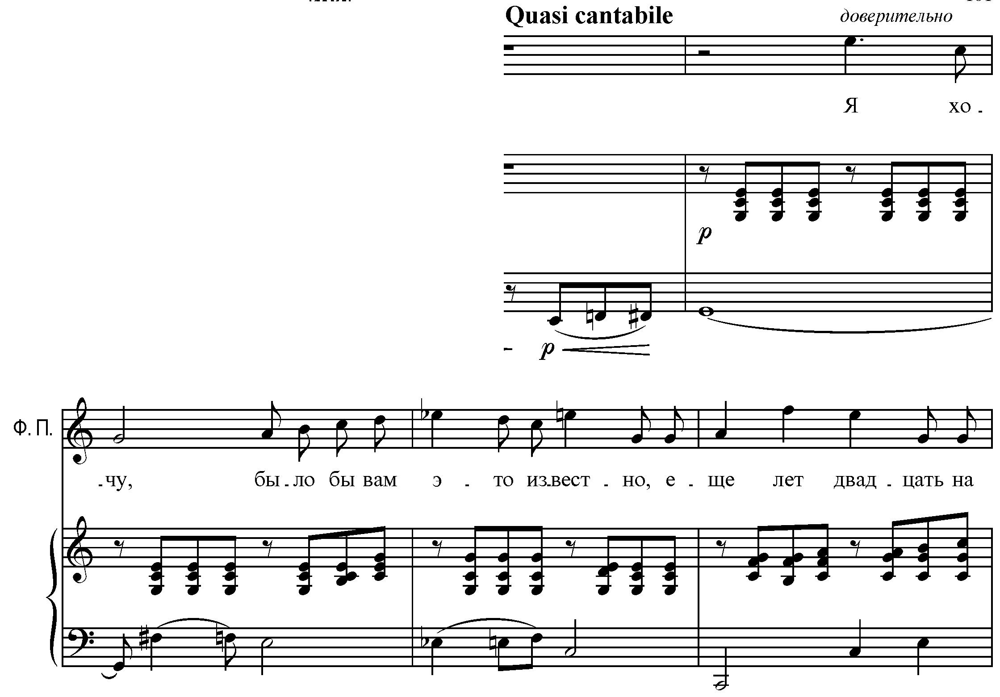 Quasi cantabile доверительно
Я хо -
p
- p
Ф. П.
- чу, бы - ло бы вам э - то из - вест - но, е - ще лет двад - цать на